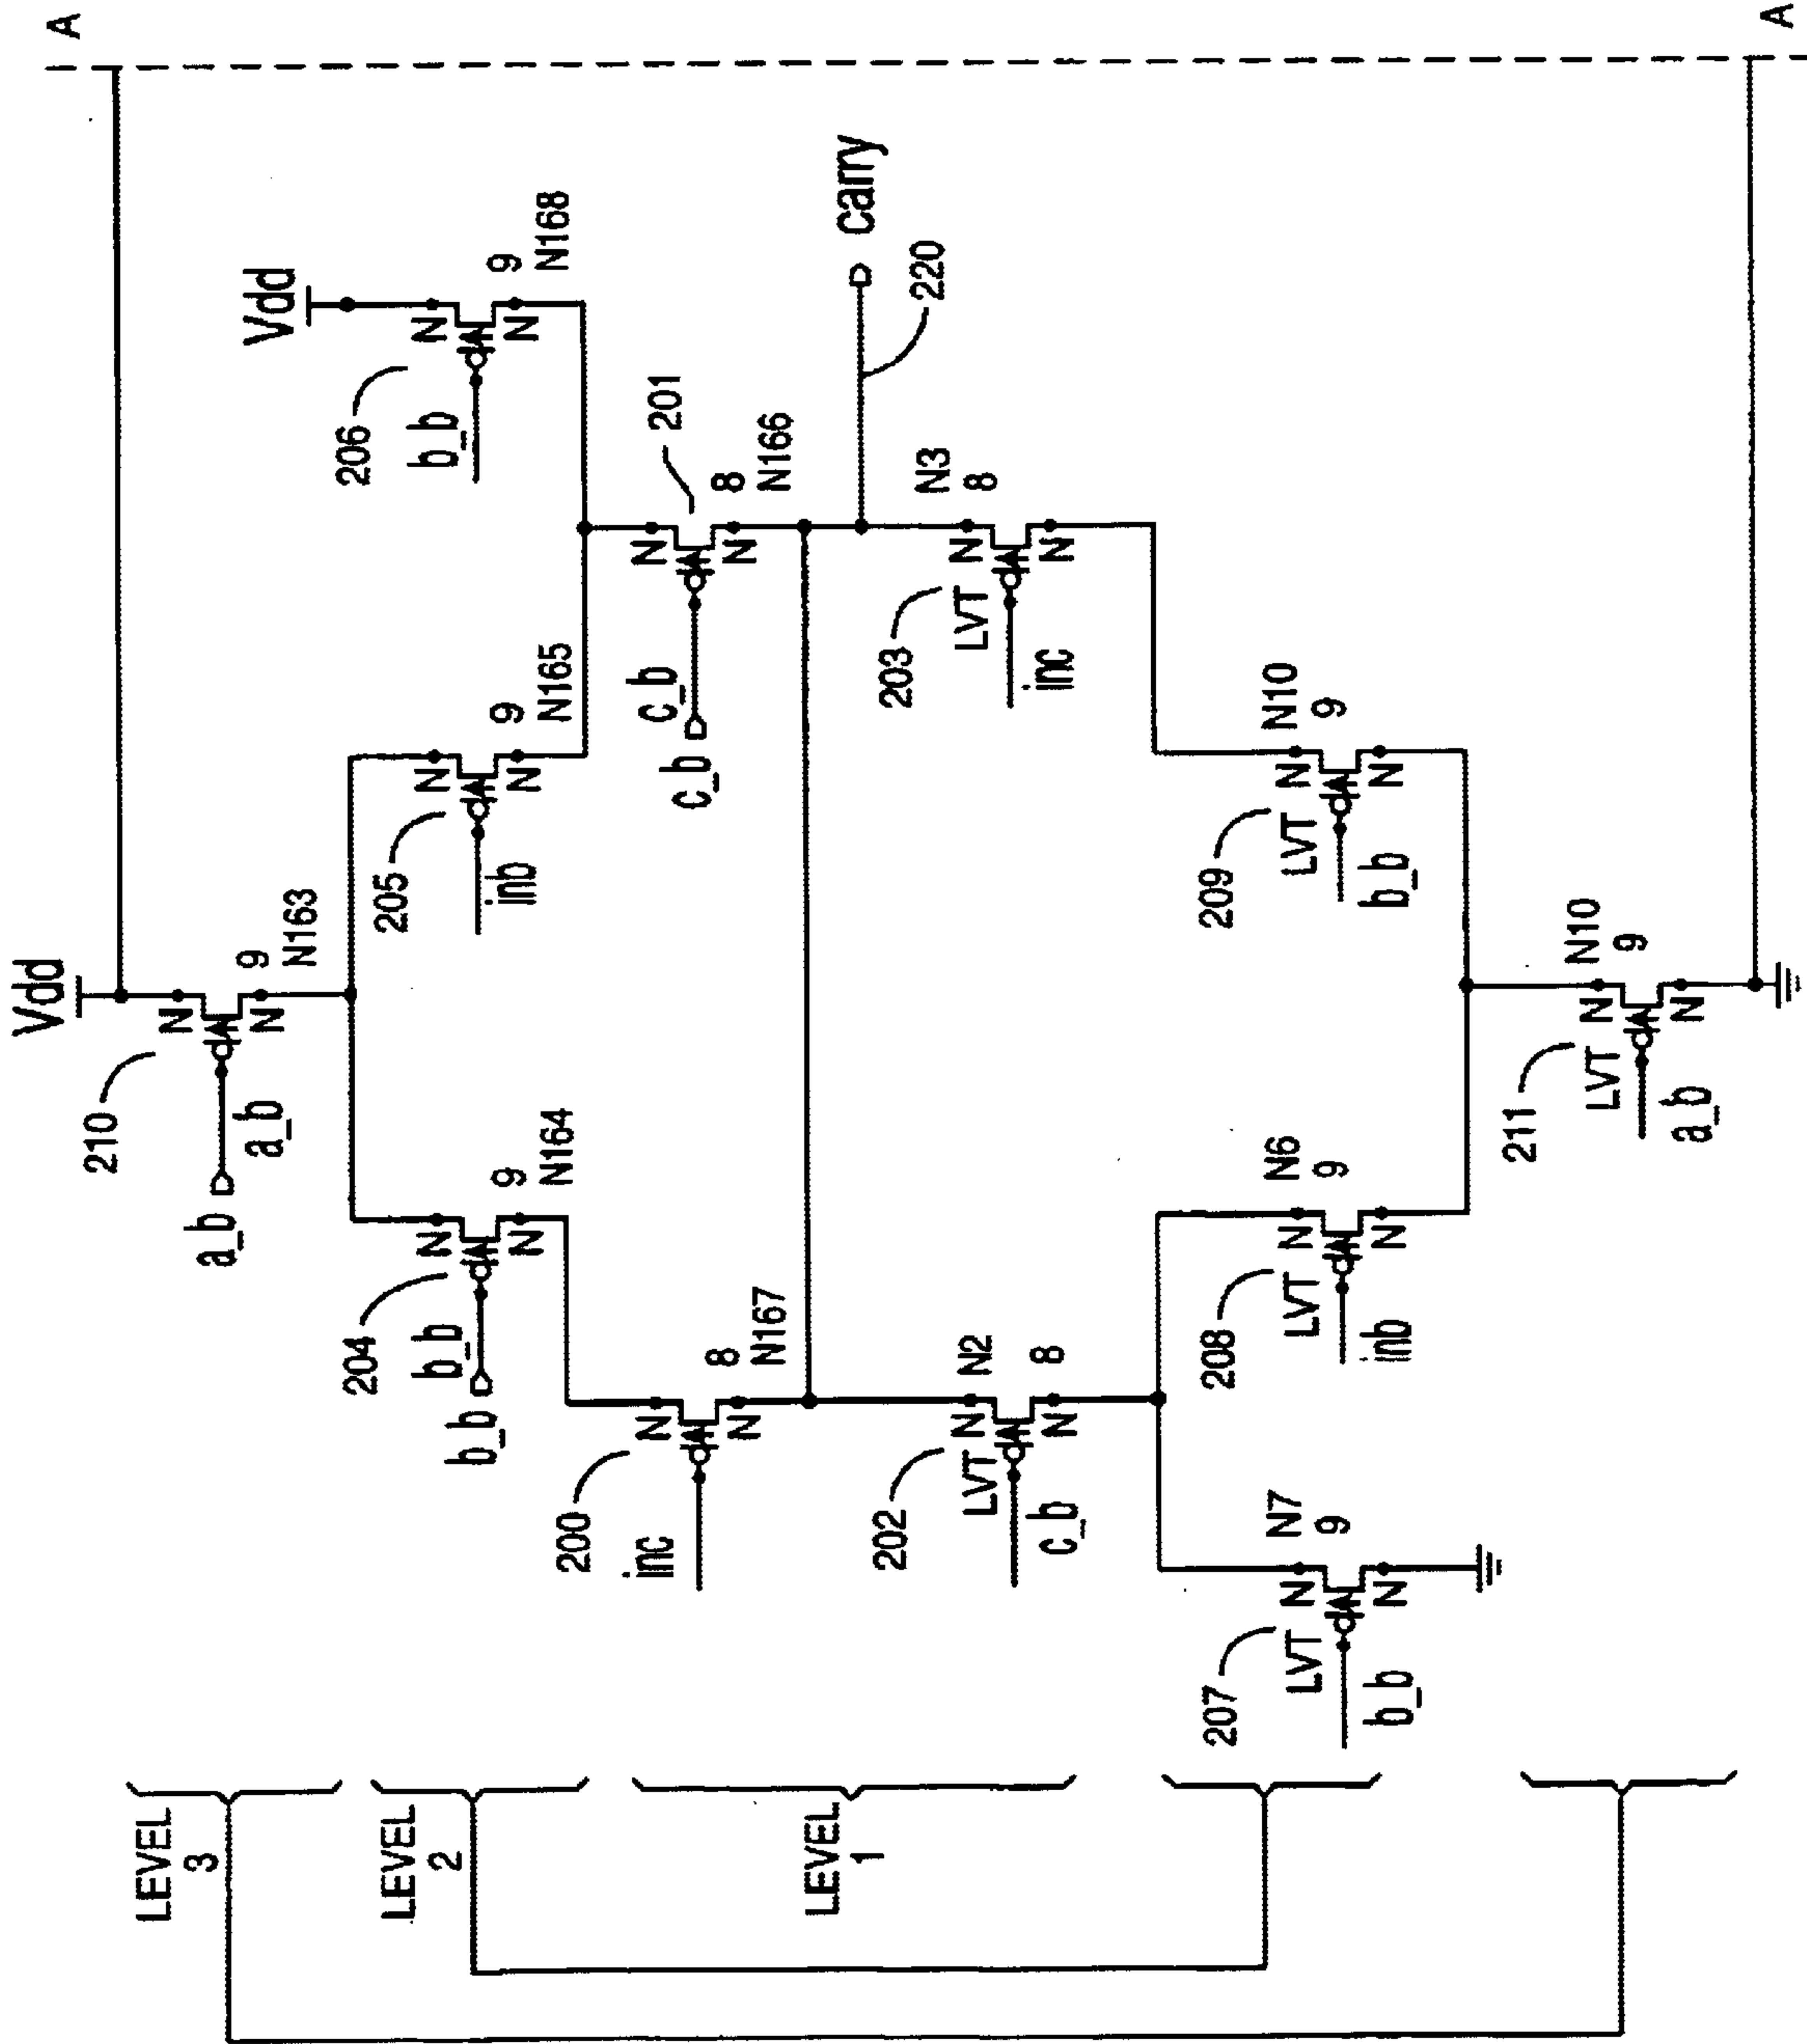 A
Vdd
210
a_b
a_b
N
N
9
N163
Vdd
206
b_b
N
N
9
N168
204
b_b
b_b
N
N
9
N164
205
inb
N
N
9
N165
200
inc
N
N
8
N167
201
c_b
c_b
N
N
8
N166
carry
220
202
LVT
c_b
N
N
N2
8
203
LVT
inc
N
N
N3
8
207
LVT
b_b
N
N
N7
9
208
LVT
inb
N
N
N6
9
209
LVT
b_b
N
N
N10
9
211
LVT
a_b
N
N
N10
9
A
LEVEL
3
LEVEL
2
LEVEL
1